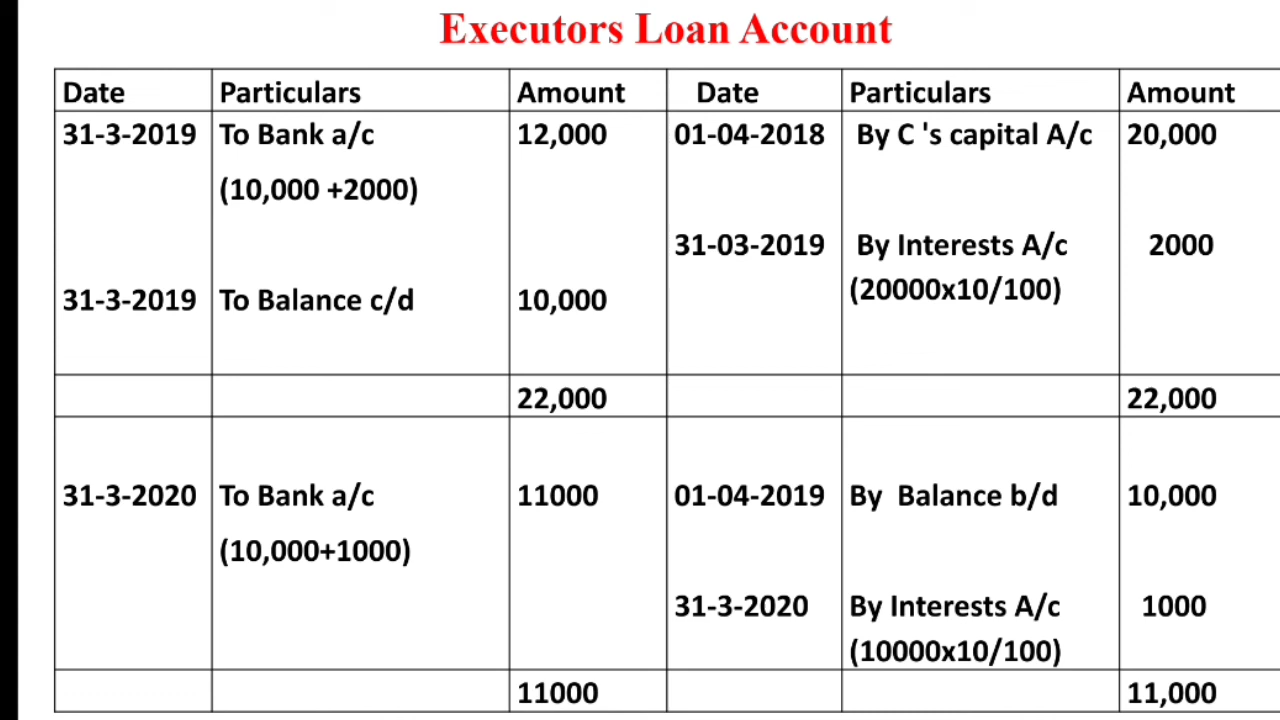 Executors Loan Account
Date Particulars Amount Date Particulars Amount
31-3-2019 To Bank a/c 12,000 01-04-2018 By C 's capital A/c 20,000
(10,000 +2000)
31-03-2019 By Interests A/c 2000
(20000x10/100)
31-3-2019 To Balance c/d 10,000
22,000 22,000
31-3-2020 To Bank a/c 11000 01-04-2019 By Balance b/d 10,000
(10,000+1000)
31-3-2020 By Interests A/c 1000
(10000x10/100)
11000 11,000